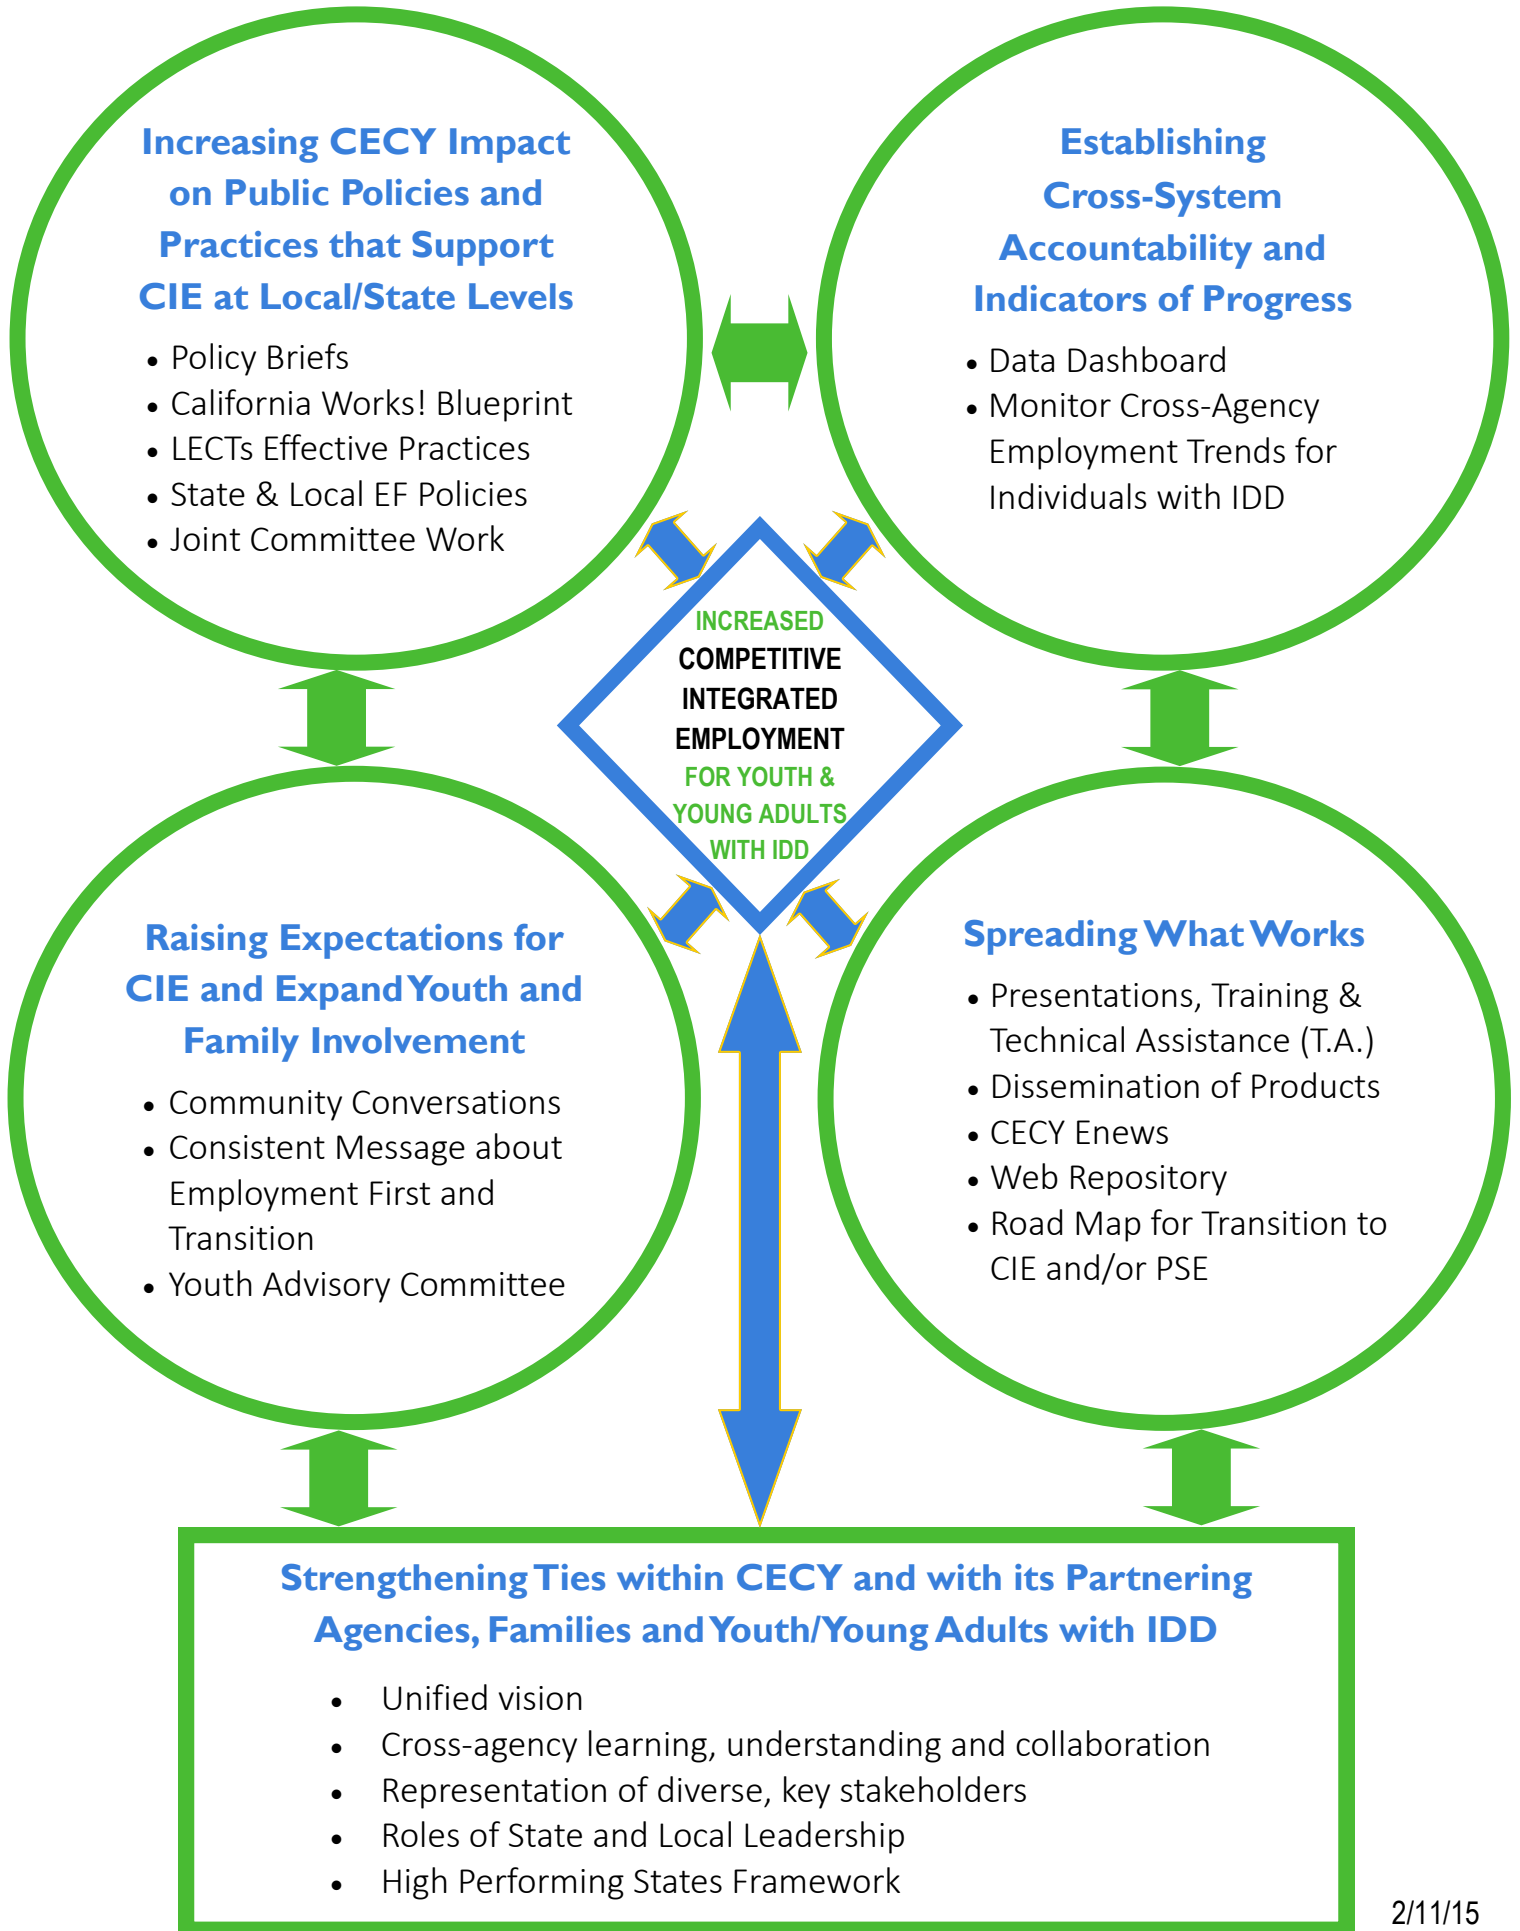 Increasing CECY Impact
on Public Policies and
Practices that Support
CIE at Local/State Levels
• Policy Briefs
• California Works! Blueprint
• LECTs Effective Practices
• State & Local EF Policies
• Joint Committee Work
Establishing
Cross-System
Accountability and
Indicators of Progress
• Data Dashboard
• Monitor Cross-Agency
Employment Trends for
Individuals with IDD
INCREASED
COMPETITIVE
INTEGRATED
EMPLOYMENT
FOR YOUTH &
YOUNG ADULTS
WITH IDD
Raising Expectations for
CIE and Expand Youth and
Family Involvement
• Community Conversations
• Consistent Message about
Employment First and
Transition
• Youth Advisory Committee
Spreading What Works
• Presentations, Training &
Technical Assistance (T.A.)
• Dissemination of Products
• CECY Enews
• Web Repository
• Road Map for Transition to
CIE and/or PSE
Strengthening Ties within CECY and with its Partnering
Agencies, Families and Youth/Young Adults with IDD
• Unified vision
• Cross-agency learning, understanding and collaboration
• Representation of diverse, key stakeholders
• Roles of State and Local Leadership
• High Performing States Framework
2/11/15